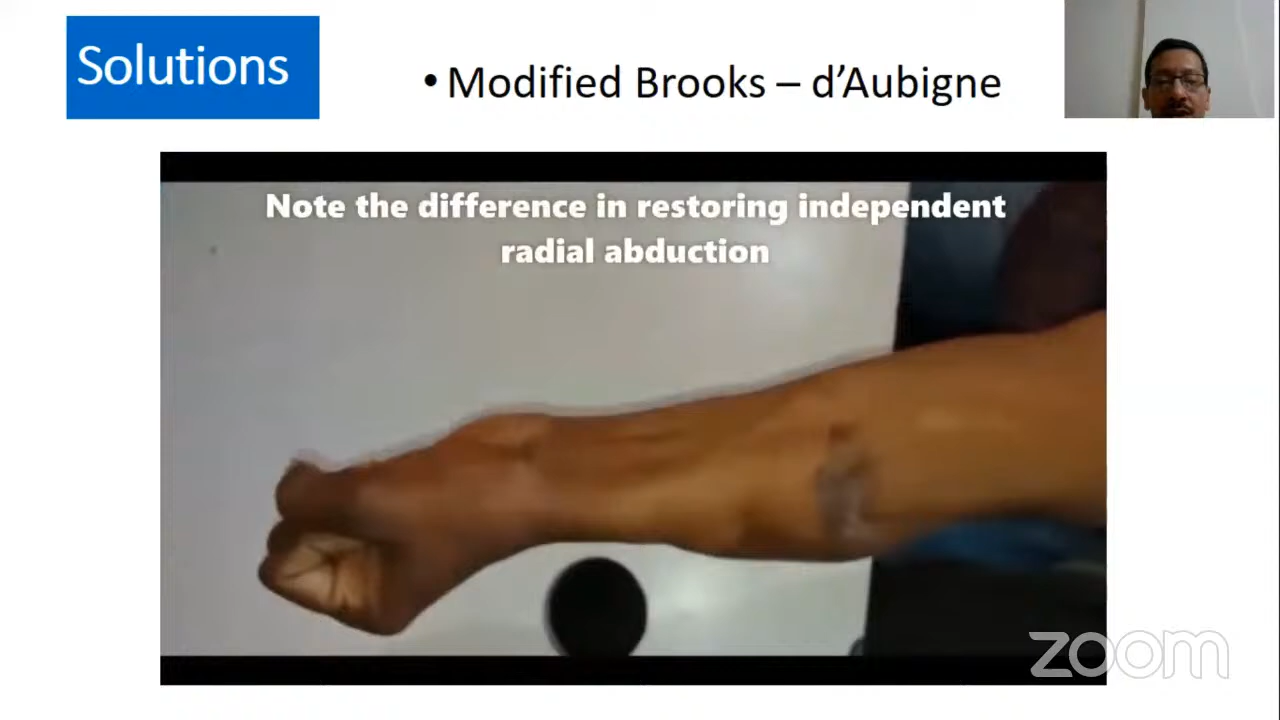 Solutions
• Modified Brooks – d’Aubigne
Note the difference in restoring independent
radial abduction
zoom